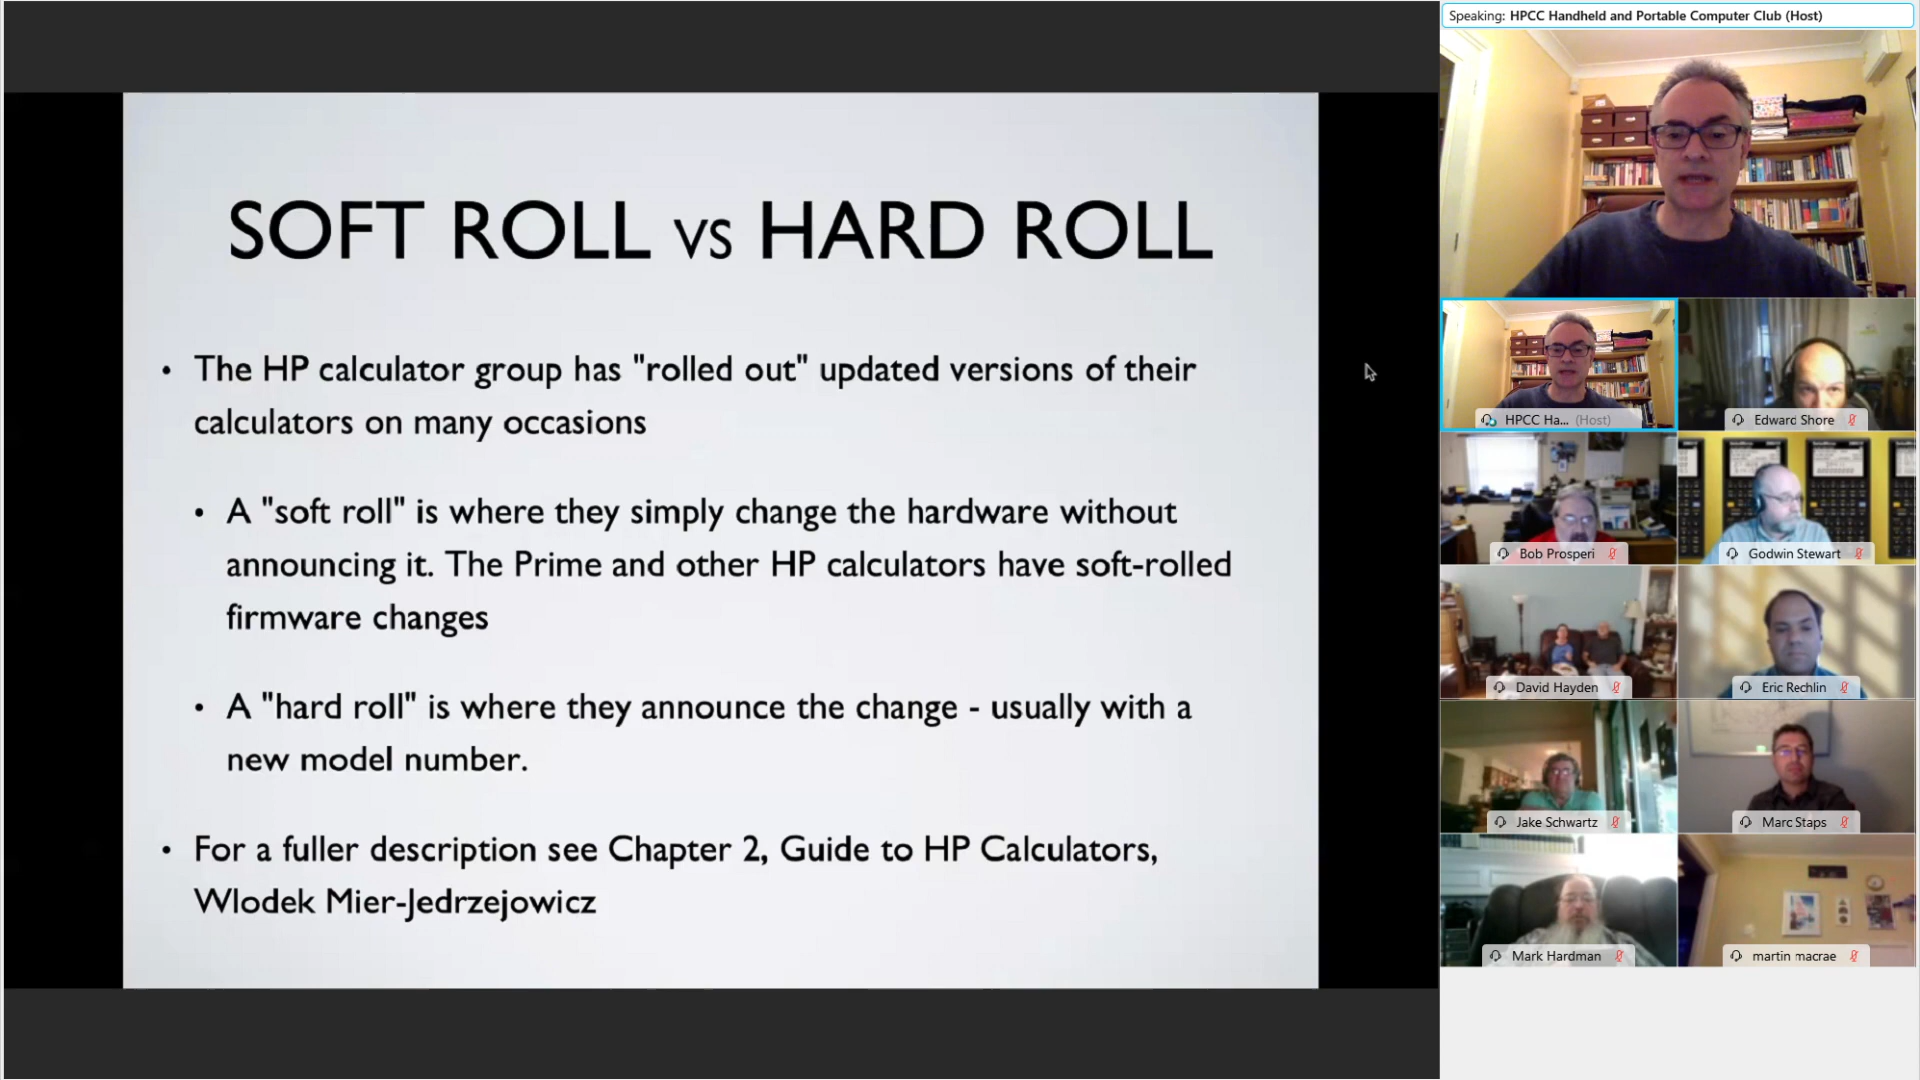 Speaking: HPCC Handheld and Portable Computer Club (Host)
SOFT ROLL vs HARD ROLL
• The HP calculator group has "rolled out" updated versions of their
calculators on many occasions
• A "soft roll" is where they simply change the hardware without
announcing it. The Prime and other HP calculators have soft-rolled
firmware changes
• A "hard roll" is where they announce the change - usually with a
new model number.
• For a fuller description see Chapter 2, Guide to HP Calculators,
Wlodek Mier-Jedrzejowicz
HPCC Ha... (Host)
Edward Shore
Bob Prosperi
Godwin Stewart
David Hayden
Eric Rechlin
Jake Schwartz
Marc Staps
Mark Hardman
martin macrae